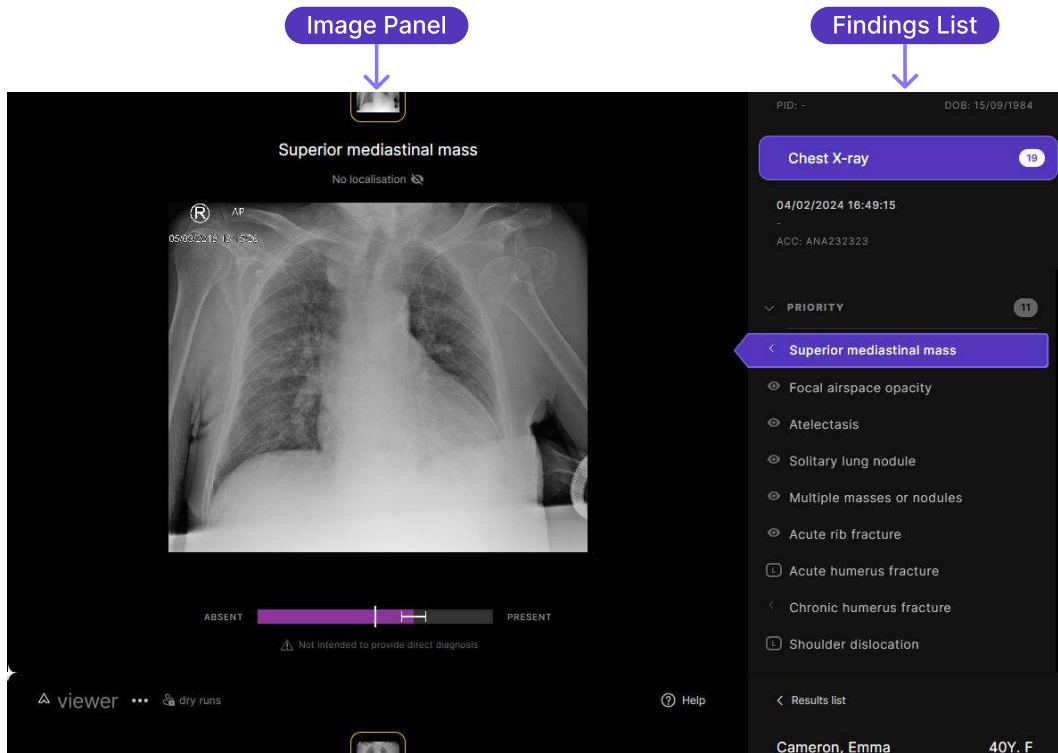 Image Panel
Findings List
PID: -
DOB: 15/09/1984
Superior mediastinal mass
No localisation
R AP
Chest X-ray
19
04/02/2024 16:49:15
-
ACC: ANA232323
PRIORITY
11
Superior mediastinal mass
Focal airspace opacity
Atelectasis
Solitary lung nodule
Multiple masses or nodules
Acute rib fracture
L Acute humerus fracture
Chronic humerus fracture
L Shoulder dislocation
ABSENT
PRESENT
Not intended to provide direct diagnosis
viewer
dry runs
? Help
Results list
Cameron, Emma
40Y, F